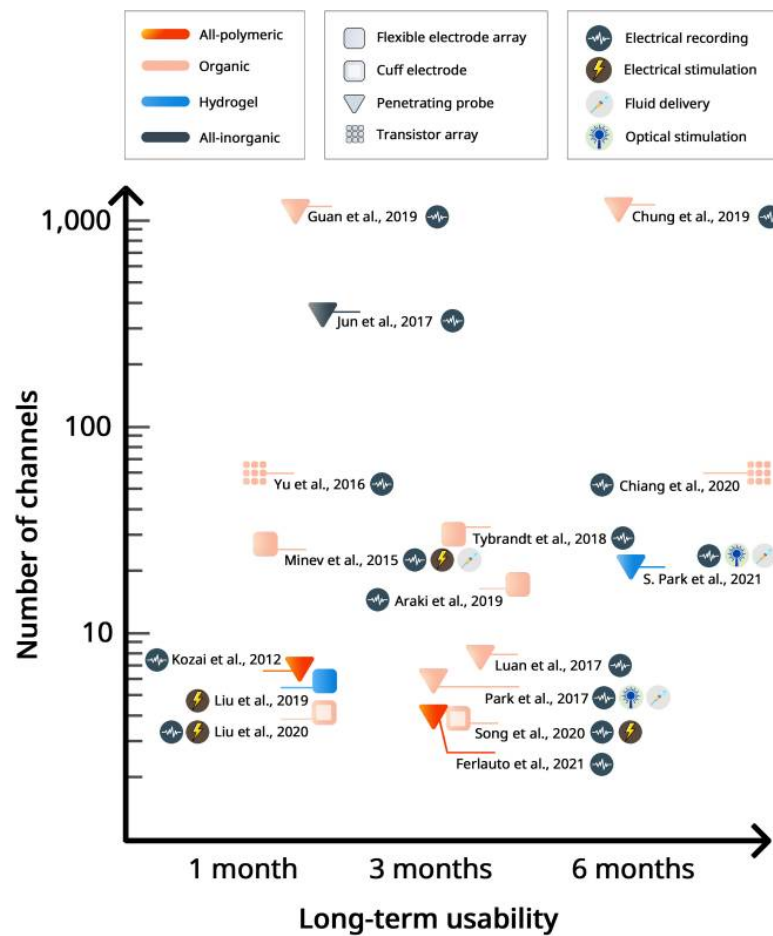 All-polymeric
Organic
Hydrogel
All-inorganic
Flexible electrode array
Cuff electrode
Penetrating probe
Transistor array
Electrical recording
Electrical stimulation
Fluid delivery
Optical stimulation
Number of channels
1,000
100
10
Guan et al., 2019
Chung et al., 2019
Jun et al., 2017
Yu et al., 2016
Chiang et al., 2020
Tybrandt et al., 2018
Minev et al., 2015
S. Park et al., 2021
Araki et al., 2019
Kozai et al., 2012
Luan et al., 2017
Liu et al., 2019
Park et al., 2017
Liu et al., 2020
Song et al., 2020
Ferlauto et al., 2021
1 month
3 months
6 months
Long-term usability